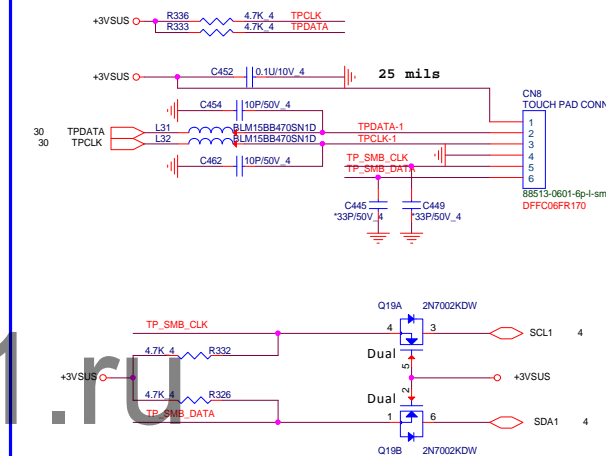 +3VSUS R336 4.7K_4 TPCLK
R333 4.7K_4 TPDATA
+3VSUS C452 0.1U/10V_4 25 mils
CN8
TOUCH PAD CONN
C454 10P/50V_4
30 TPDATA L31 BLM15BB470SN1D TPDATA-1
30 TPCLK L32 BLM15BB470SN1D TPCLK-1
C462 10P/50V_4
TP_SMB_CLK
TP_SMB_DATA
1
2
3
4
5
6
88513-0601-6p-l-sm
DFFC06FR170
C445 *33P/50V_4
C449 *33P/50V_4
Q19A 2N7002KDW
TP_SMB_CLK 4 3 SCL1 4
4.7K_4 R332 Dual 5
+3VSUS +3VSUS
4.7K_4 R326 Dual 2
TP_SMB_DATA 1 6 SDA1 4
Q19B 2N7002KDW
1.ru